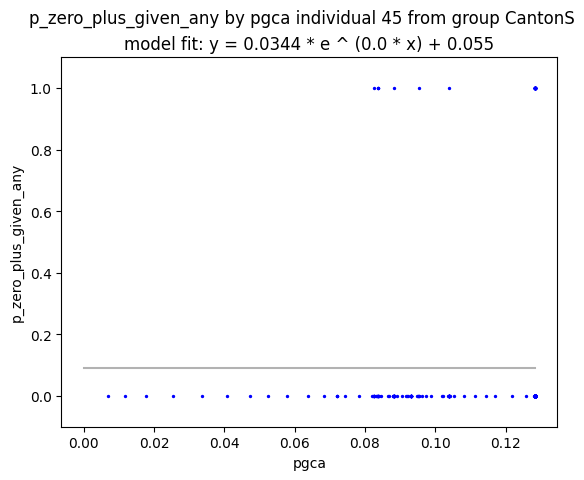 p_zero_plus_given_any by pgca individual 45 from group CantonS
model fit: y = 0.0344 * e ^ (0.0 * x) + 0.055
1.0
0.8
0.6
0.4
0.2
0.0
p_zero_plus_given_any
0.00 0.02 0.04 0.06 0.08 0.10 0.12
pgca